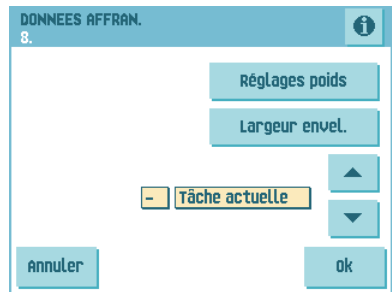 DONNEES AFFRAN.
8.
i
Réglages poids
Largeur envel.
- Tâche actuelle
Annuler
Ok